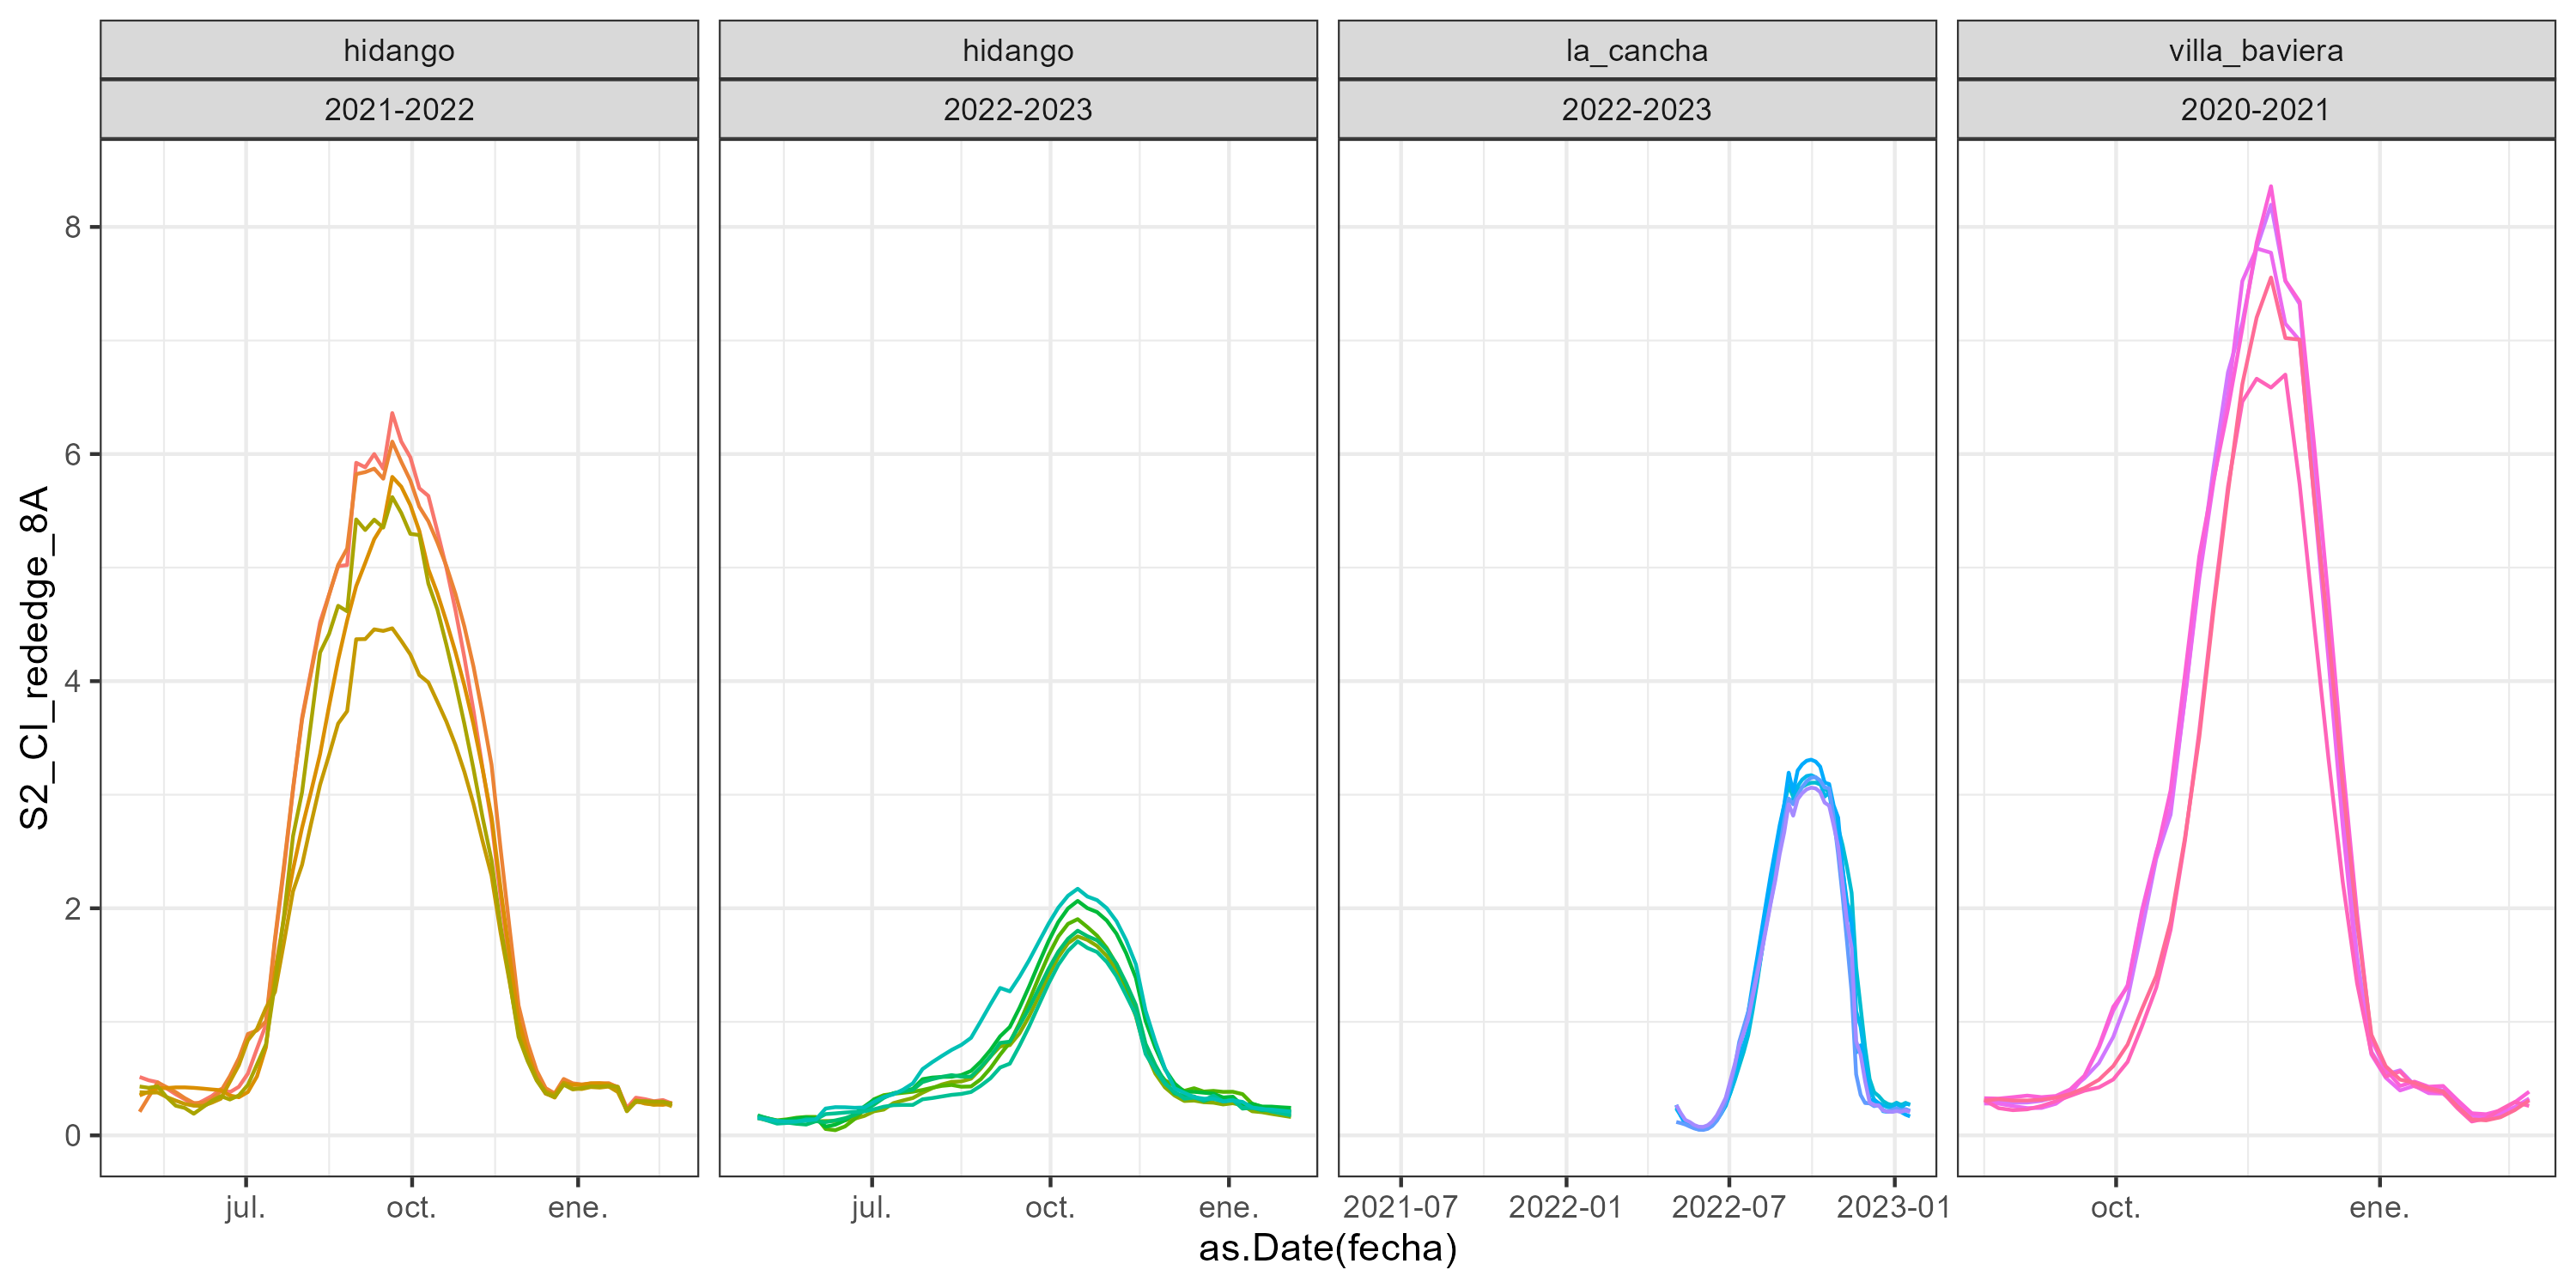 hidango
2021-2022
hidango
2022-2023
la_cancha
2022-2023
villa_baviera
2020-2021
S2_CI_rededge_8A
8
6
4
2
0
jul. oct. ene.
jul. oct. ene.
2021-07 2022-01 2022-07 2023-01
oct. ene.
as.Date(fecha)